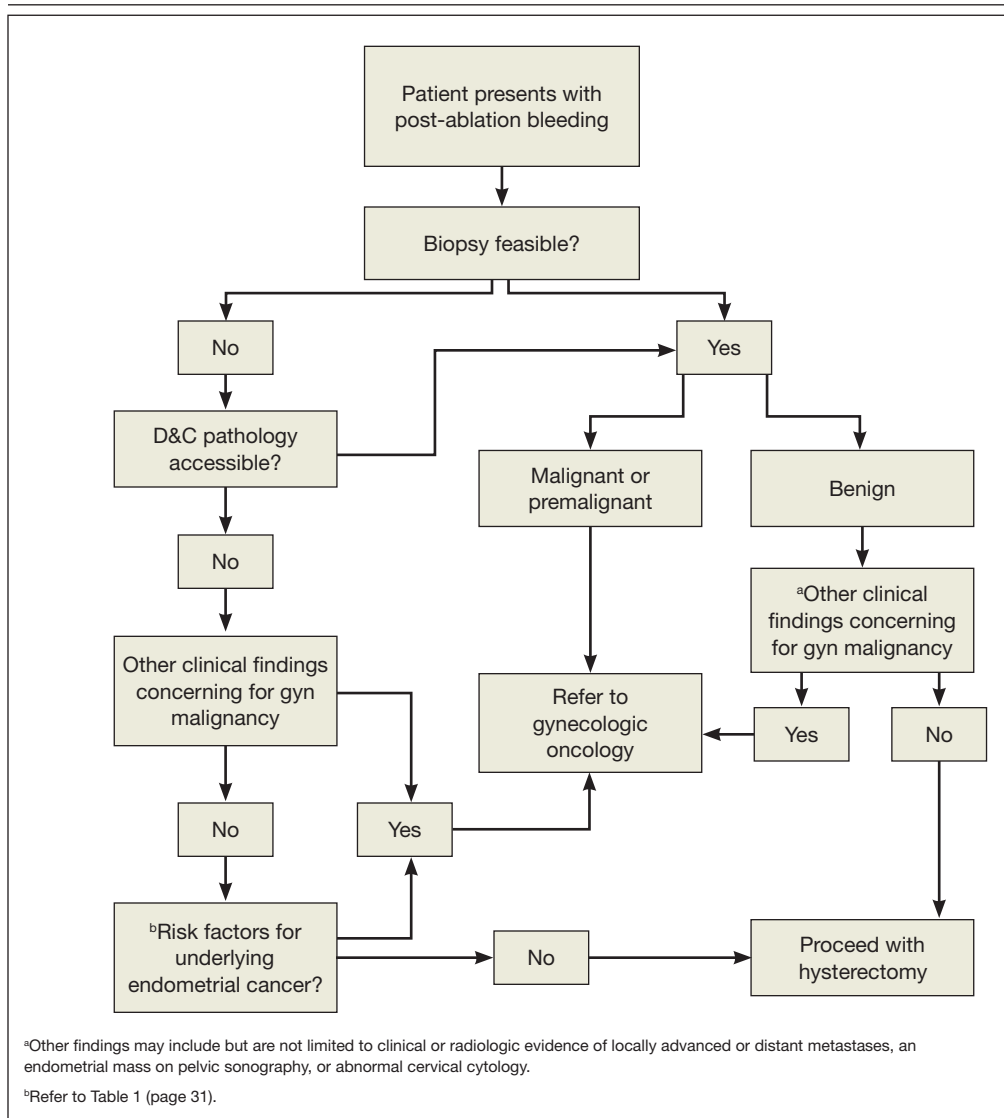 Patient presents with
post-ablation bleeding
Biopsy feasible?
No
Yes
D&C pathology
accessible?
Malignant or
premalignant
Benign
No
ᵃOther clinical
findings concerning
for gyn malignancy
Other clinical findings
concerning for gyn
malignancy
Refer to
gynecologic
oncology
Yes
No
No
Yes
ᵇRisk factors for
underlying
endometrial cancer?
No
Proceed with
hysterectomy
ᵃOther findings may include but are not limited to clinical or radiologic evidence of locally advanced or distant metastases, an
endometrial mass on pelvic sonography, or abnormal cervical cytology.
ᵇRefer to Table 1 (page 31).